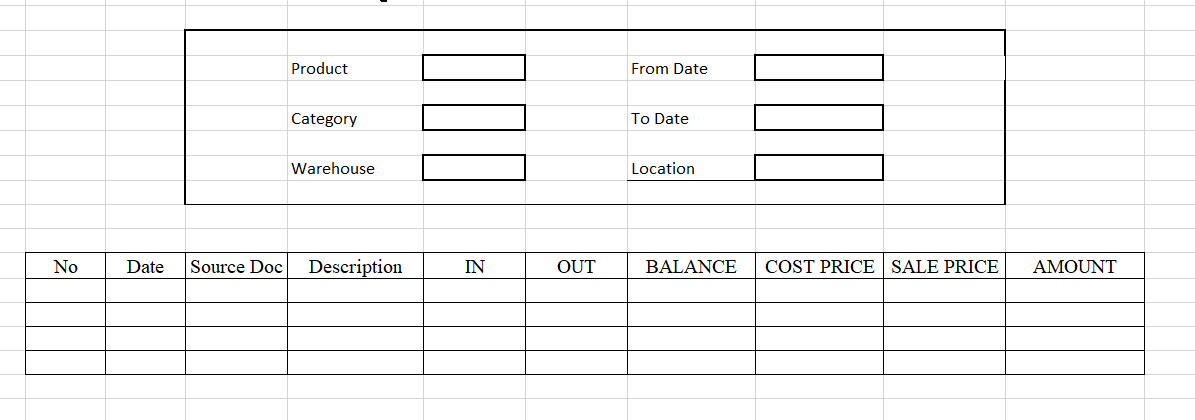 Product From Date
Category To Date
Warehouse Location
No Date Source Doc Description IN OUT BALANCE COST PRICE SALE PRICE AMOUNT